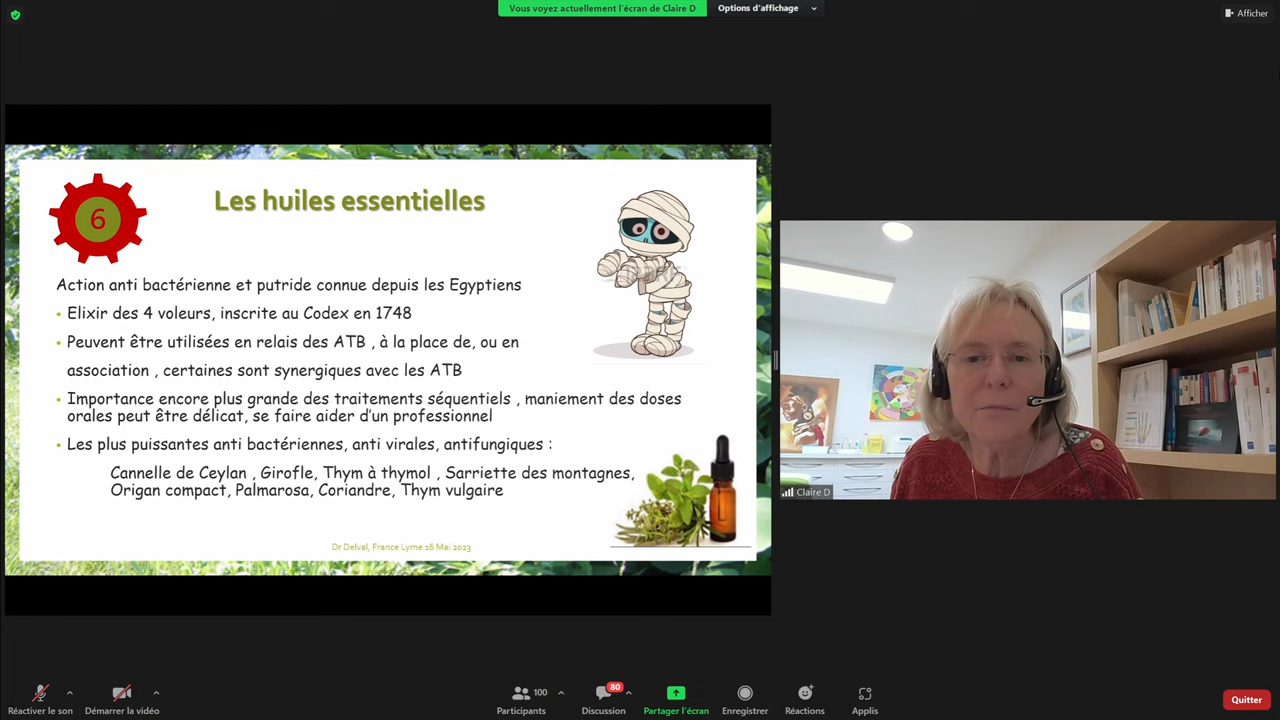 Vous voyez actuellement l'écran de Claire D
Options d'affichage
Afficher
6
Les huiles essentielles
Action anti bactérienne et putride connue depuis les Egyptiens
• Elixir des 4 voleurs, inscrite au Codex en 1748
• Peuvent être utilisées en relais des ATB , à la place de, ou en
association , certaines sont synergiques avec les ATB
• Importance encore plus grande des traitements séquentiels , maniement des doses
orales peut être délicat, se faire aider d'un professionnel
• Les plus puissantes anti bactériennes, anti virales, antifungiques :
Cannelle de Ceylan , Girofle, Thym à thymol , Sarriette des montagnes,
Origan compact, Palmarosa, Coriandre, Thym vulgaire
Dr Delval, France Lyme 16 Mai 2023
Claire D
Réactiver le son
Démarrer la vidéo
100
Participants
80
Discussion
Partager l'écran
Enregistrer
Réactions
Applis
Quitter